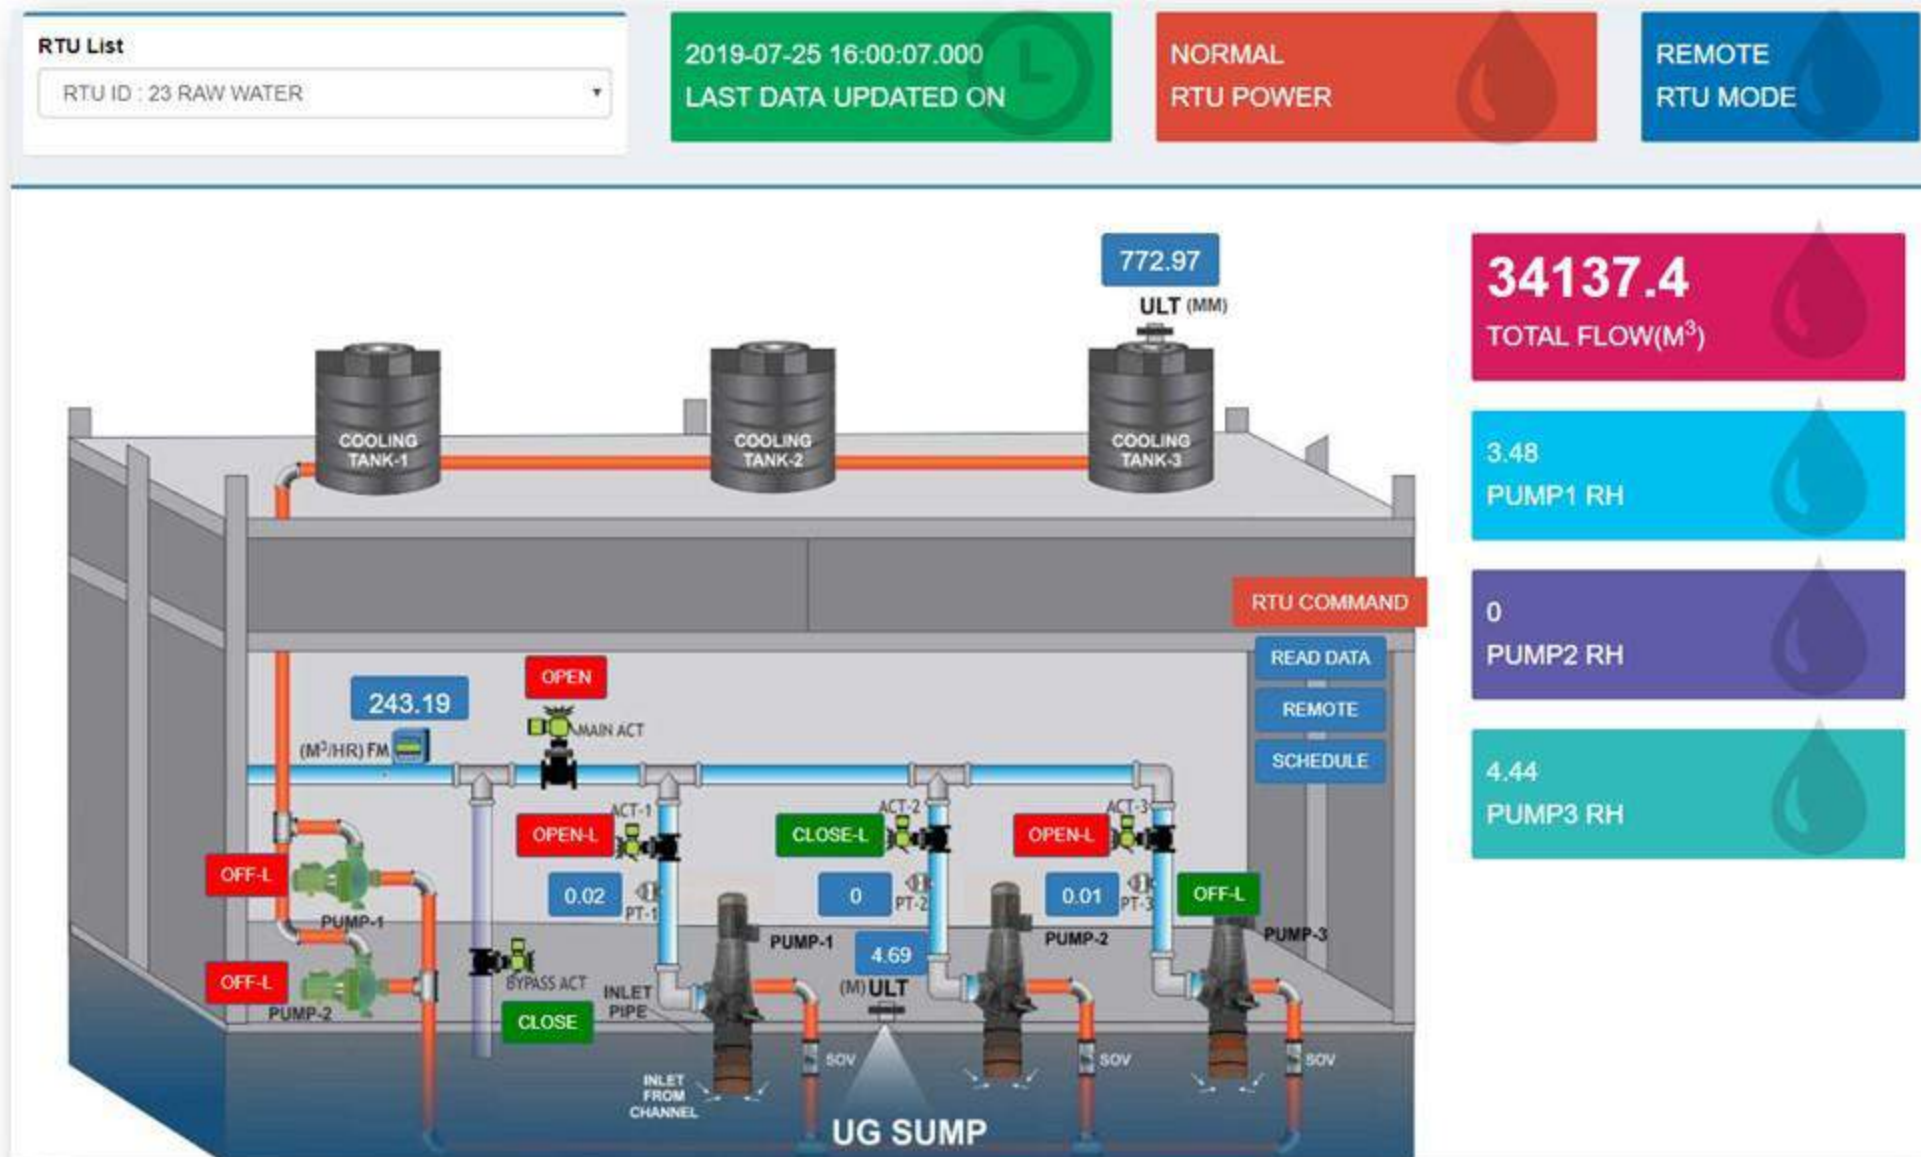 RTU List
RTU ID : 23 RAW WATER
2019-07-25 16:00:07.000
LAST DATA UPDATED ON
NORMAL
RTU POWER
REMOTE
RTU MODE
772.97
ULT (MM)
COOLING
TANK-1
COOLING
TANK-2
COOLING
TANK-3
34137.4
TOTAL FLOW(M³)
3.48
PUMP1 RH
0
PUMP2 RH
4.44
PUMP3 RH
RTU COMMAND
READ DATA
REMOTE
SCHEDULE
243.19
(M³/HR) FM
OPEN
MAIN ACT
ACT-1
OPEN-L
ACT-2
CLOSE-L
ACT-3
OPEN-L
OFF-L
PUMP-1
OFF-L
PUMP-2
0.02
PT-1
0
PT-2
0.01
PT-3
OFF-L
PUMP-1
PUMP-2
PUMP-3
4.69
(M) ULT
BYPASS ACT
CLOSE
INLET
PIPE
SOV
SOV
SOV
INLET
FROM
CHANNEL
UG SUMP